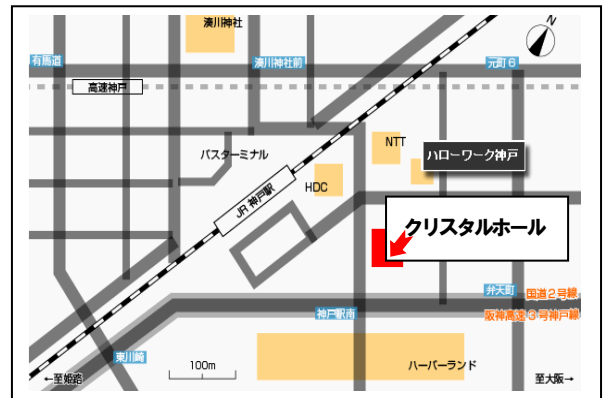 湊川神社
有馬道
湊川神社前
元町6
高速神戸
NTT
ハローワーク神戸
バスターミナル
HDC
JR 神戸駅
クリスタルホール
弁天町
国道2号線
神戸駅南
阪神高速3号神戸線
東川崎
100m
ハーバーランド
←至姫路
至大阪→